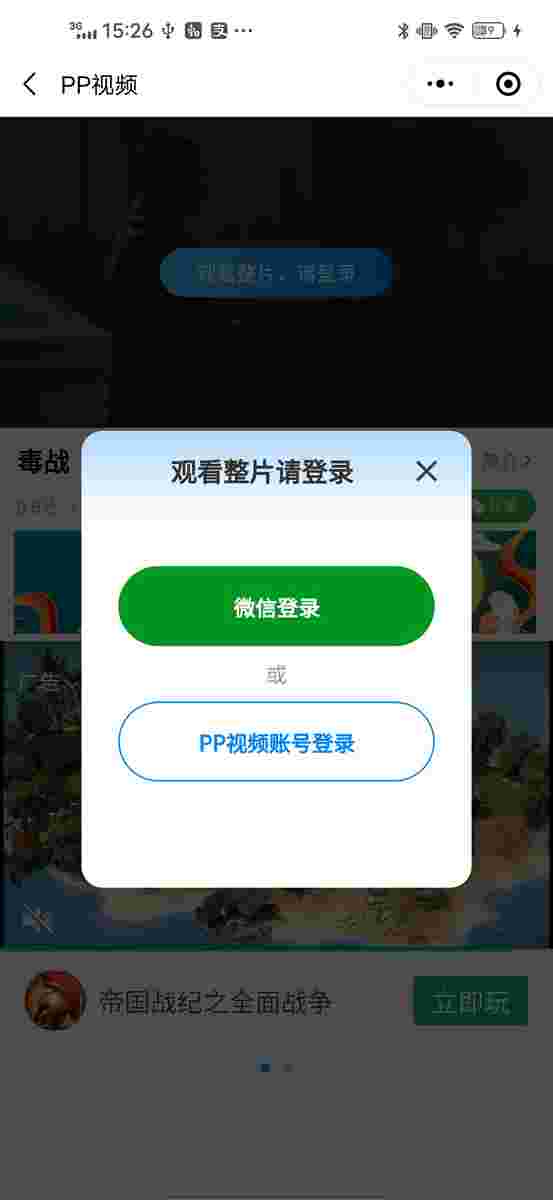 3G 15:26
PP视频
观看整片，请登录
毒战
简介
观看整片请登录
微信登录
或
PP视频账号登录
广告
帝国战纪之全面战争
立即玩